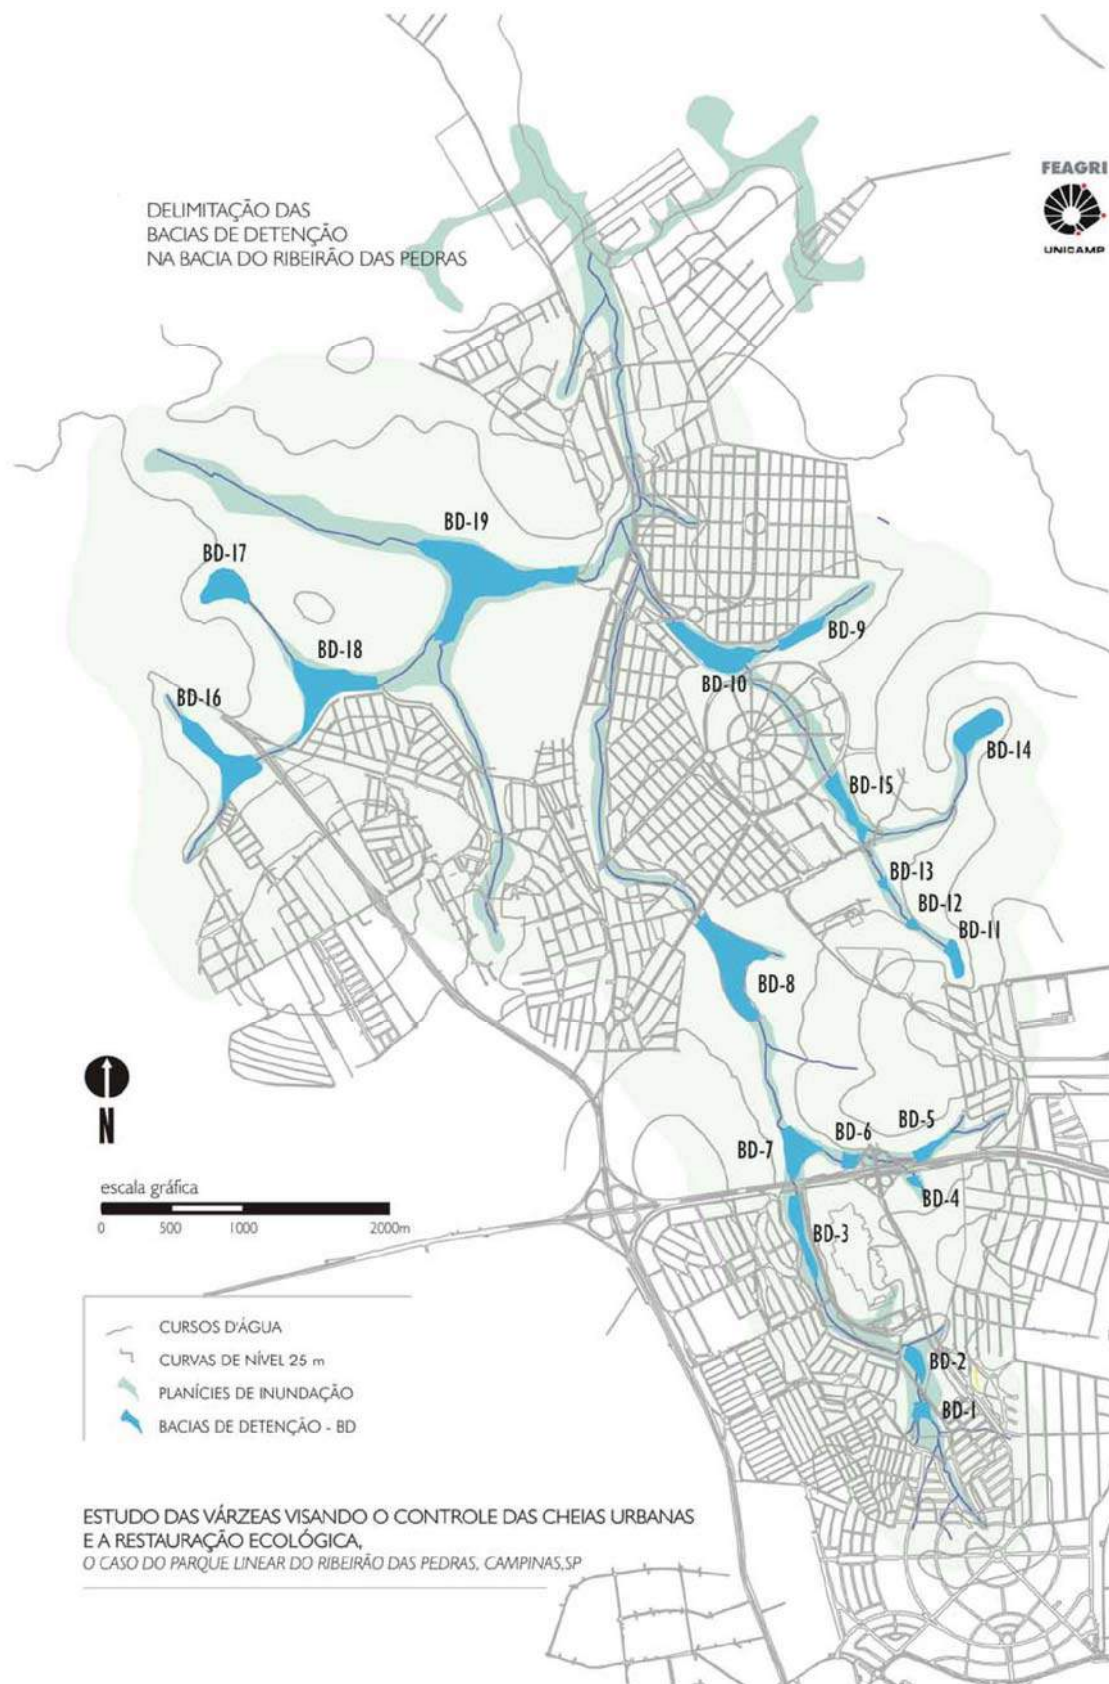 FEAGRI
UNICAMP
DELIMITAÇÃO DAS
BACIAS DE DETENÇÃO
NA BACIA DO RIBEIRÃO DAS PEDRAS
BD-19
BD-17
BD-9
BD-18
BD-10
BD-16
BD-14
BD-15
BD-13
BD-12
BD-11
BD-8
N
BD-5
BD-6
BD-7
BD-4
escala gráfica
0 500 1000 2000m
BD-3
CURSOS D'ÁGUA
CURVAS DE NÍVEL 25 m
PLANÍCIES DE INUNDAÇÃO
BACIAS DE DETENÇÃO - BD
BD-2
BD-1
ESTUDO DAS VÁRZEAS VISANDO O CONTROLE DAS CHEIAS URBANAS
E A RESTAURAÇÃO ECOLÓGICA,
O CASO DO PARQUE LINEAR DO RIBEIRÃO DAS PEDRAS, CAMPINAS,SP